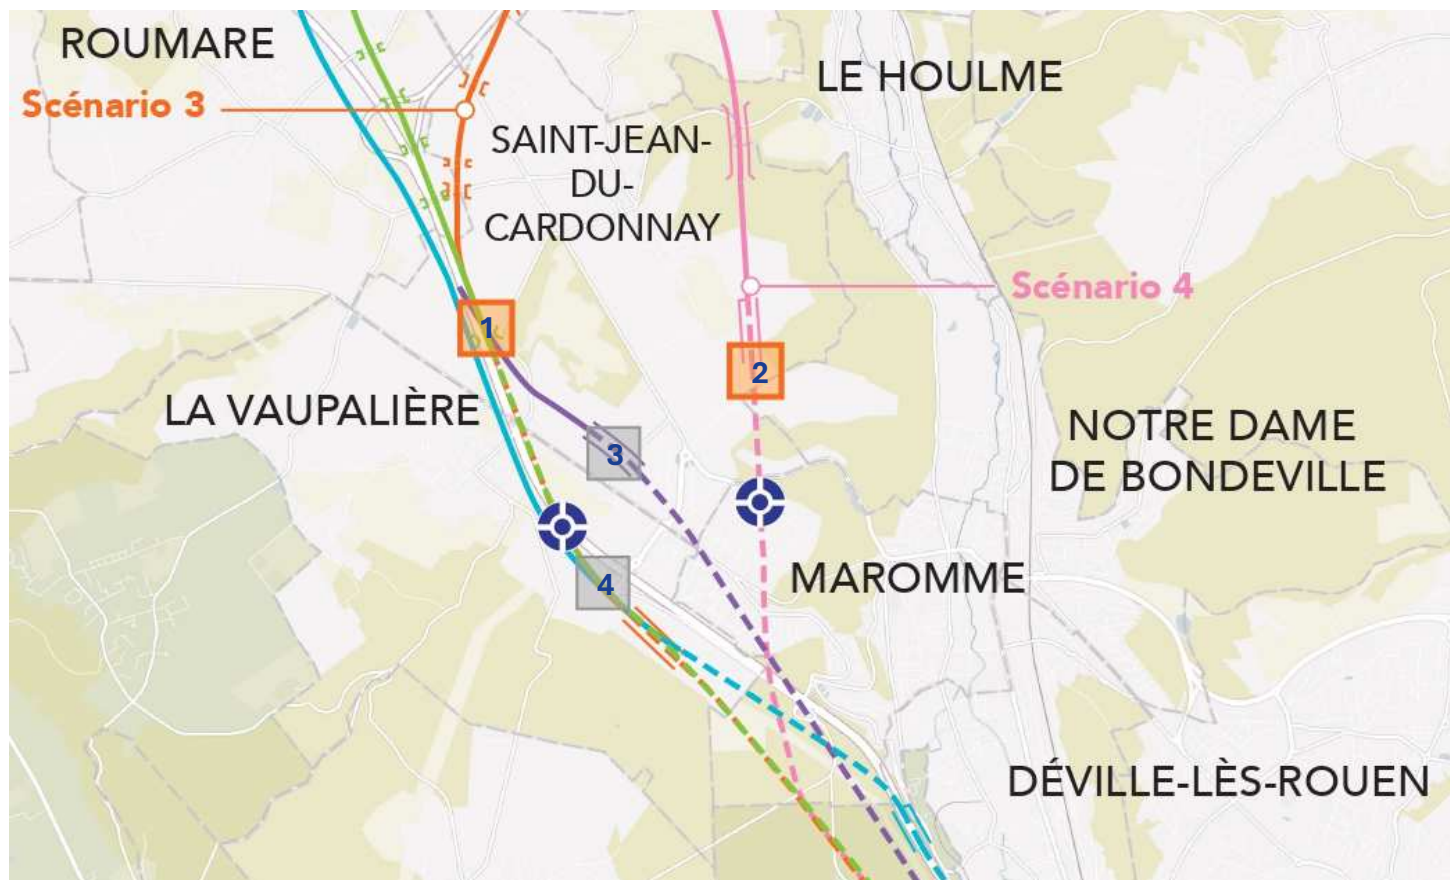 ROUMARE
LE HOULME
Scénario 3
SAINT-JEAN-
DU-
CARDONNAY
Scénario 4
1
2
LA VAUPALIÈRE
NOTRE DAME
DE BONDEVILLE
3
4
MAROMME
DÉVILLE-LÈS-ROUEN